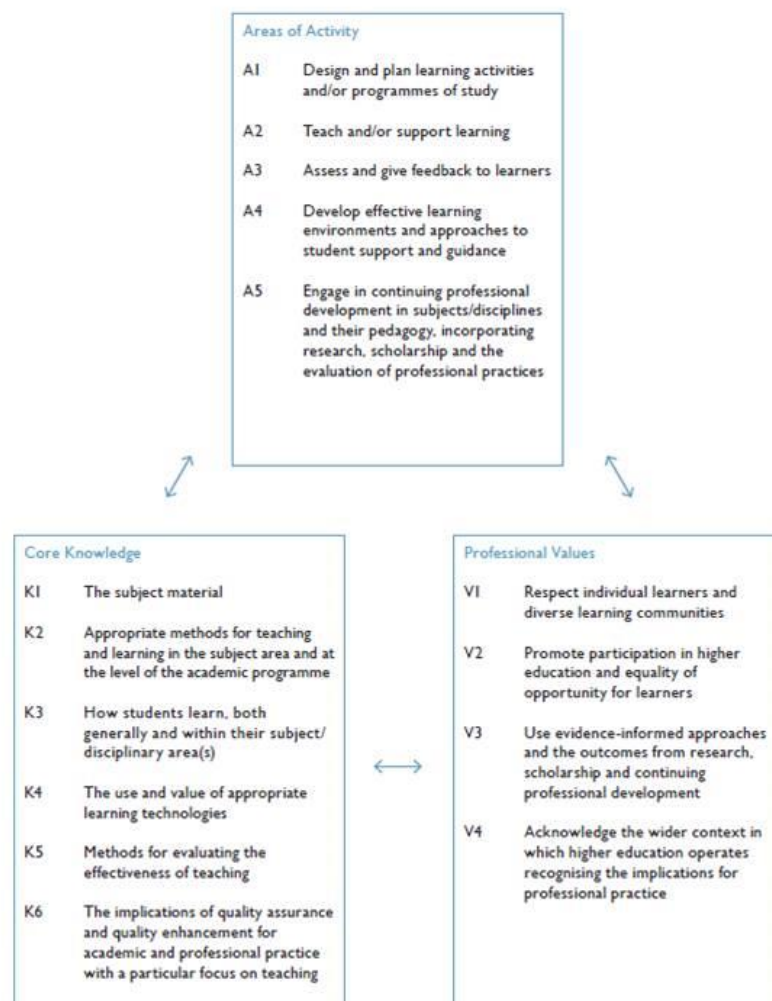 Areas of Activity
A1 Design and plan learning activities
and/or programmes of study
A2 Teach and/or support learning
A3 Assess and give feedback to learners
A4 Develop effective learning
environments and approaches to
student support and guidance
A5 Engage in continuing professional
development in subjects/disciplines
and their pedagogy, incorporating
research, scholarship and the
evaluation of professional practices
Core Knowledge
K1 The subject material
K2 Appropriate methods for teaching
and learning in the subject area and at
the level of the academic programme
K3 How students learn, both
generally and within their subject/
disciplinary area(s)
K4 The use and value of appropriate
learning technologies
K5 Methods for evaluating the
effectiveness of teaching
K6 The implications of quality assurance
and quality enhancement for
academic and professional practice
with a particular focus on teaching
Professional Values
V1 Respect individual learners and
diverse learning communities
V2 Promote participation in higher
education and equality of
opportunity for learners
V3 Use evidence-informed approaches
and the outcomes from research,
scholarship and continuing
professional development
V4 Acknowledge the wider context in
which higher education operates
recognising the implications for
professional practice